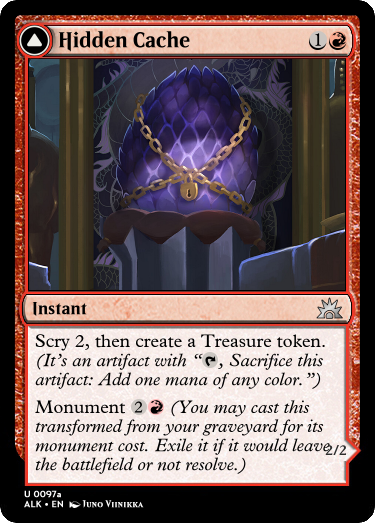 Hidden Cache 1
Instant
Scry 2, then create a Treasure token.
(It's an artifact with “, Sacrifice this
artifact: Add one mana of any color.”)
Monument 2 (You may cast this
transformed from your graveyard for its
monument cost. Exile it if it would leave
the battlefield or not resolve.)
2/2
U 0097a
ALK • EN Juno Viinikka